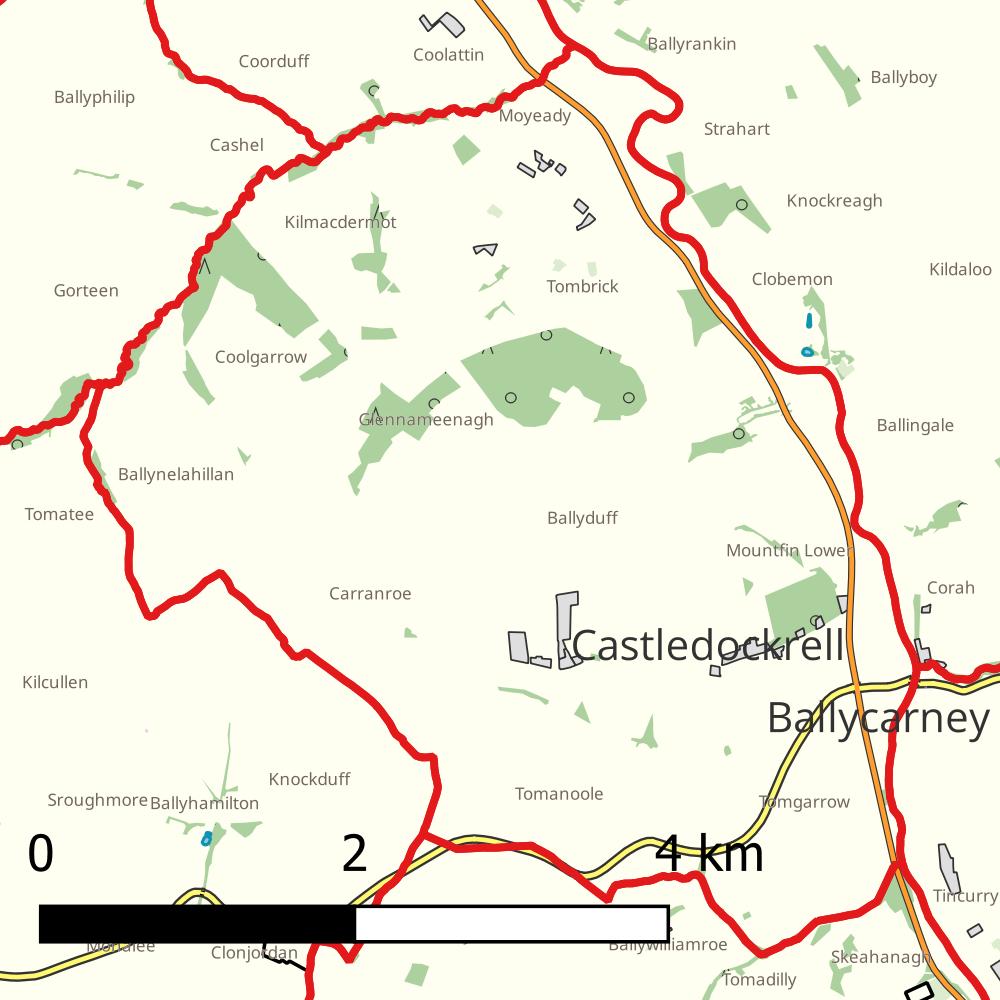 Ballyrankin
Coolattin
Coorduff
Ballyboy
Ballyphilip
Moyeady
Strahart
Cashel
Knockreagh
Kilmacdermot
Kildaloo
Clobemon
Gorteen
Tombrick
Coolgarrow
Glennameenagh
Ballingale
Ballynelahillan
Tomatee
Ballyduff
Mountfin Lower
Corah
Carranroe
Castledockrell
Kilcullen
Ballycarney
Knockduff
Tomanoole
Sroughmore
Ballyhamilton
Tomgarrow
0 2 4 km
Tincurry
Monalee
Clonjordan
Ballywilliamroe
Skeahanagh
Tomadilly